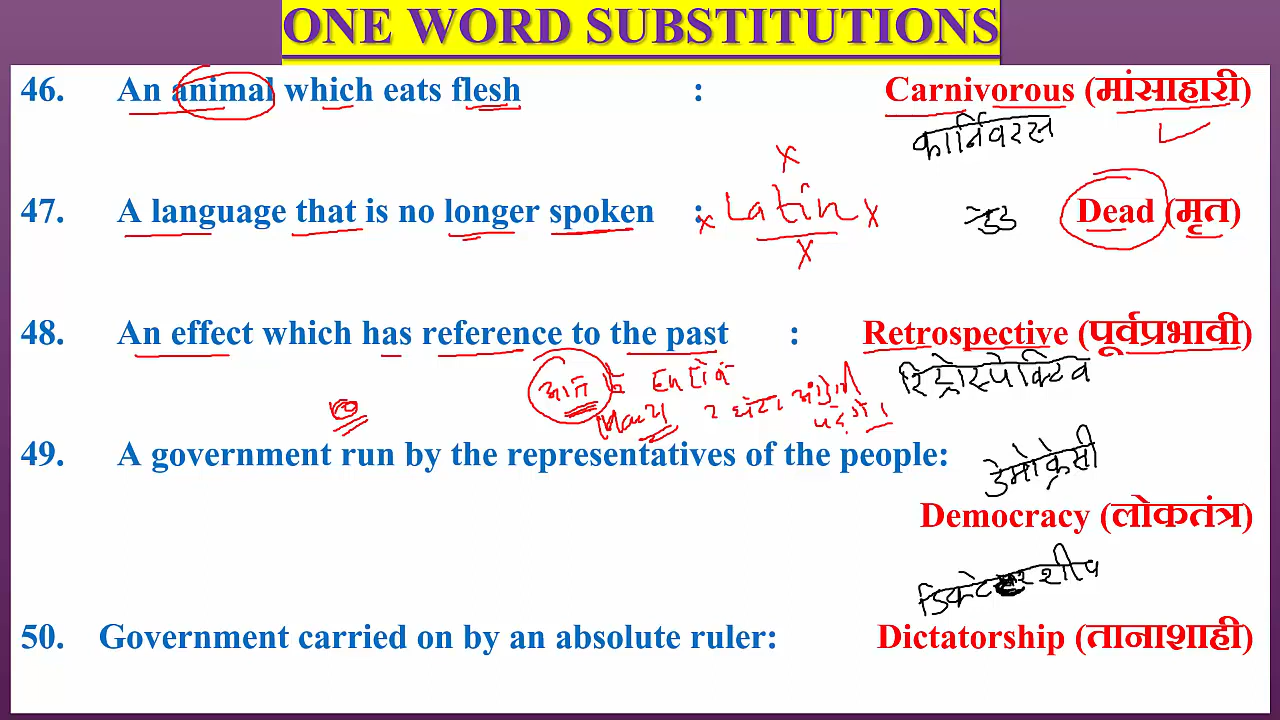 ONE WORD SUBSTITUTIONS
46. An animal which eats flesh : Carnivorous (मांसाहारी)
कार्निवरस
47. A language that is no longer spoken : Latin Dead (मृत)
48. An effect which has reference to the past : Retrospective (पूर्वप्रभावी)
रिट्रोस्पेक्टिव
49. A government run by the representatives of the people:
डेमोक्रेसी
Democracy (लोकतंत्र)
50. Government carried on by an absolute ruler: Dictatorship (तानाशाही)